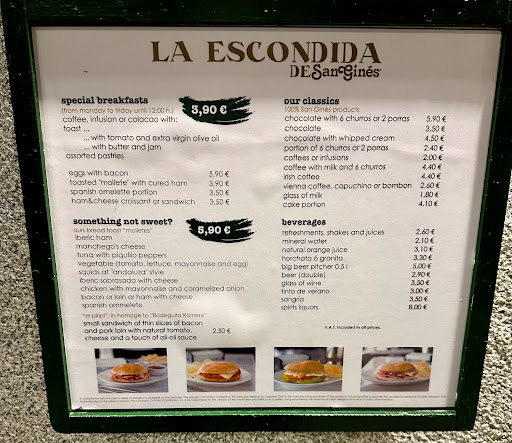 LA ESCONDIDA
DE San Ginés
special breakfasts
(from monday to friday until 12:00 h.)
3,90 €
coffee, infusion or colacao with:
toast ...
... with tomato and extra virgin olive oil
... with butter and jam
assorted pastries
eggs with bacon 5,90 €
toasted "mollete" with cured ham 3,90 €
spanish omelette portion 3,50 €
ham&cheese croissant or sandwich 3,50 €
something not sweet?
5,90 €
ours bread toast "molletes"
iberic ham
manchego's cheese
tuna with piquillo peppers
vegetable (tomato, lettuce, mayonnaise and egg)
squids at "andaluza" style
iberic sobrasada with cheese
chicken with mayonnaise and caramelized onion
bacon or loin or ham with cheese
spanish ommelete
"el piripi", in homage to "Bodeguita Romero"
small sandwich of thin slices of bacon
and pork loin with natural tomato, 2.50 €
cheese and a touch of ali-oli sauce
our classics
100% San Ginés products
chocolate with 6 churros or 2 porras 5.90 €
chocolate 3,50 €
chocolate with whipped cream 4,50 €
portion of 6 churros or 2 porras 2,40 €
coffees or infusions 2,00 €
coffee with milk and 6 churros 4,40 €
irish coffee 4,40 €
vienna coffee, capuchino or bombon 2,60 €
glass of milk 1,80 €
cake portion 4,10 €
beverages
refreshments, shakes and juices 2,60 €
mineral water 2,10 €
natural orange juice 3,10 €
horchata ó granito 3,30 €
big beer pitcher 0,5 l 5,00 €
beer (double) 2,90 €
glass of wine 3,50 €
tinto de verano 3,00 €
sangria 3,50 €
spirits liquors 8,00 €
V.A.T. Included in all prices.